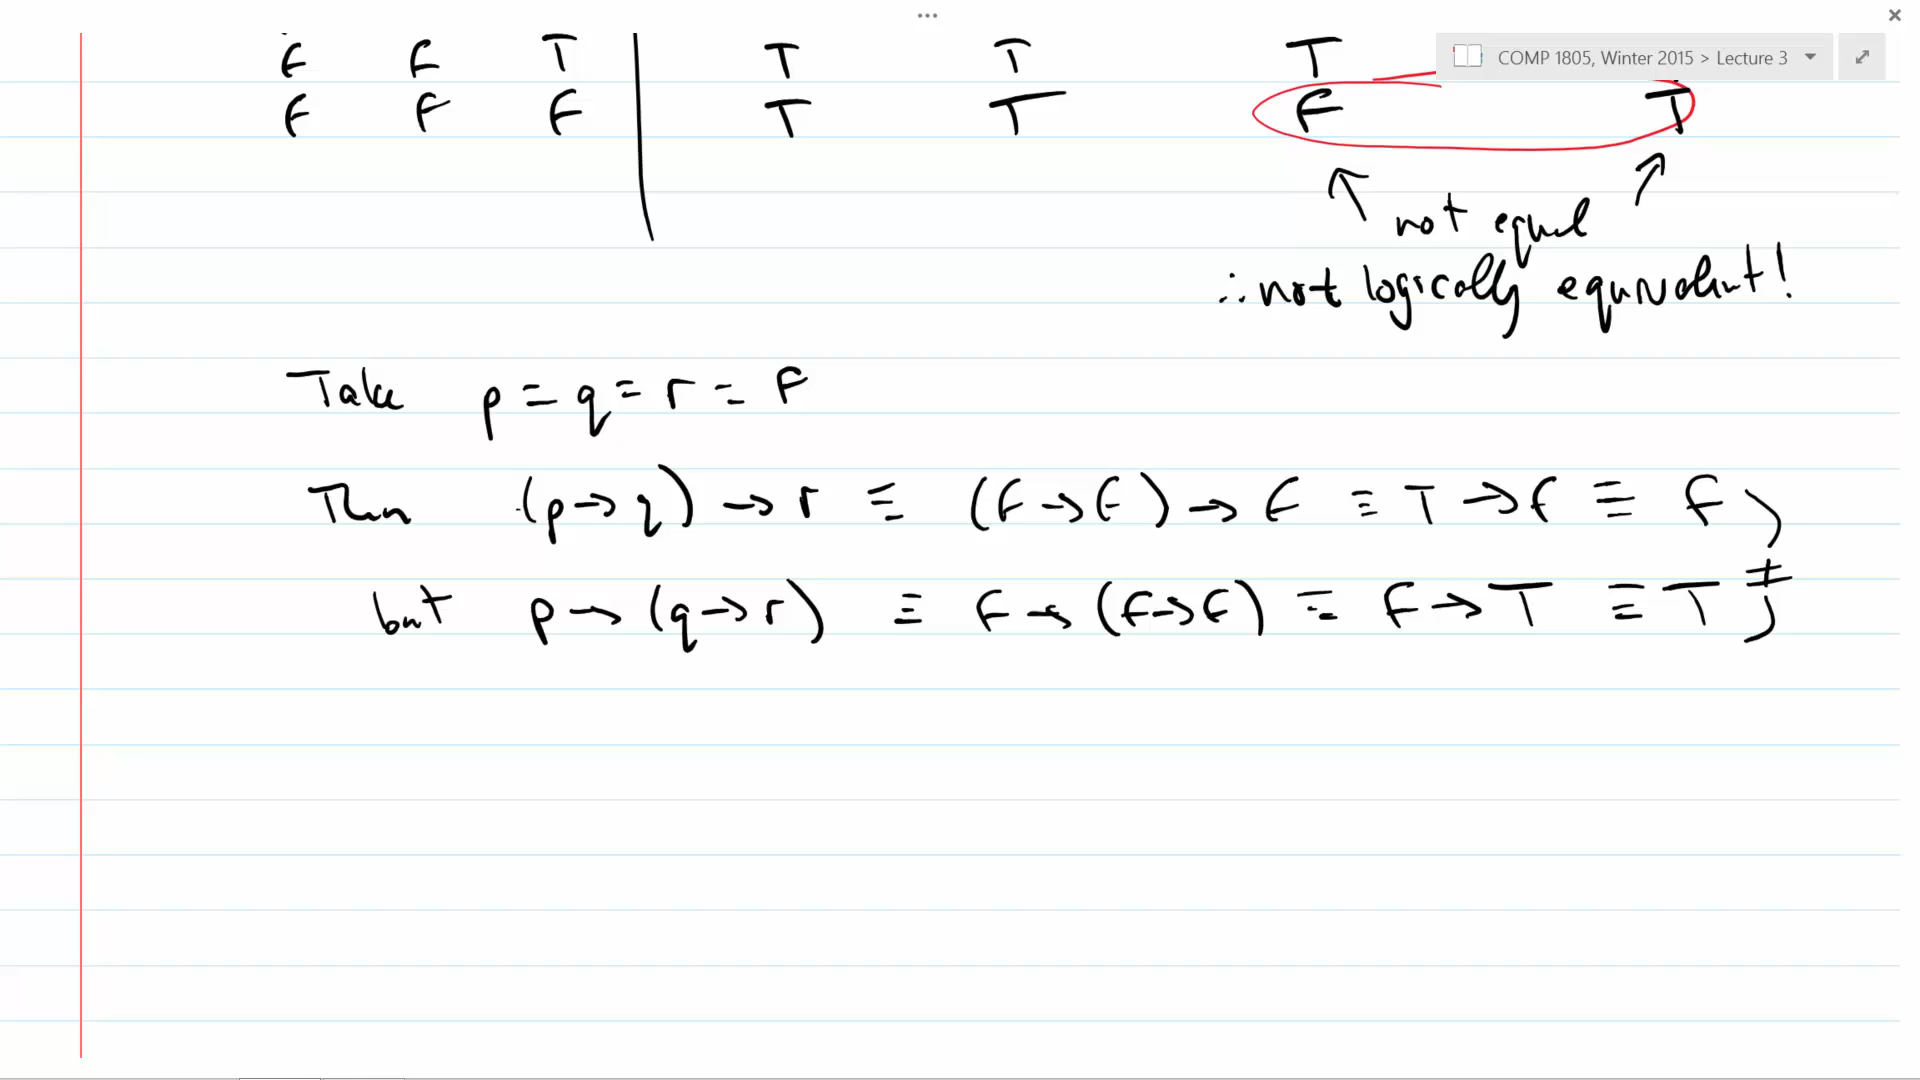 F F T T T T
COMP 1805, Winter 2015 > Lecture 3
F F F T T F T
not equal
∴ not logically equivalent!
Take p = q = r = F
Then (p → q) → r ≡ (F → F) → F ≡ T → F ≡ F
≠
but p → (q → r) ≡ F → (F → F) ≡ F → T ≡ T